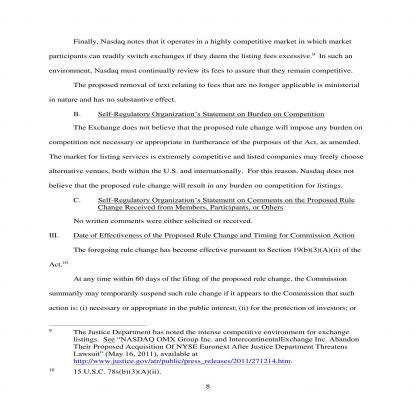 Finally, Nasdaq notes that it operates in a highly competitive market in which market
participants can readily switch exchanges if they deem the listing fees excessive.9 In such an
environment, Nasdaq must continually review its fees to assure that they remain competitive.
The proposed removal of text relating to fees that are no longer applicable is ministerial
in nature and has no substantive effect.
B. Self-Regulatory Organization's Statement on Burden on Competition
The Exchange does not believe that the proposed rule change will impose any burden on
competition not necessary or appropriate in furtherance of the purposes of the Act, as amended.
The market for listing services is extremely competitive and listed companies may freely choose
alternative venues, both within the U.S. and internationally. For this reason, Nasdaq does not
believe that the proposed rule change will result in any burden on competition for listings.
C. Self-Regulatory Organization's Statement on Comments on the Proposed Rule
Change Received from Members, Participants, or Others
No written comments were either solicited or received.
III. Date of Effectiveness of the Proposed Rule Change and Timing for Commission Action
The foregoing rule change has become effective pursuant to Section 19(b)(3)(A)(ii) of the
Act.10
At any time within 60 days of the filing of the proposed rule change, the Commission
summarily may temporarily suspend such rule change if it appears to the Commission that such
action is: (i) necessary or appropriate in the public interest; (ii) for the protection of investors; or
9 The Justice Department has noted the intense competitive environment for exchange
listings. See "NASDAQ OMX Group Inc. and IntercontinentalExchange Inc. Abandon
Their Proposed Acquisition Of NYSE Euronext After Justice Department Threatens
Lawsuit" (May 16, 2011), available at
http://www.justice.gov/atr/public/press_releases/2011/271214.htm.
10 15 U.S.C. 78s(b)(3)(A)(ii).
8